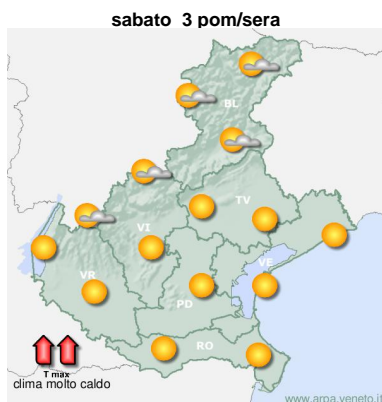 sabato 3 pom/sera
BL
TV
VI
VE
VR
PD
RO
T max
clima molto caldo
www.arpa.veneto.it